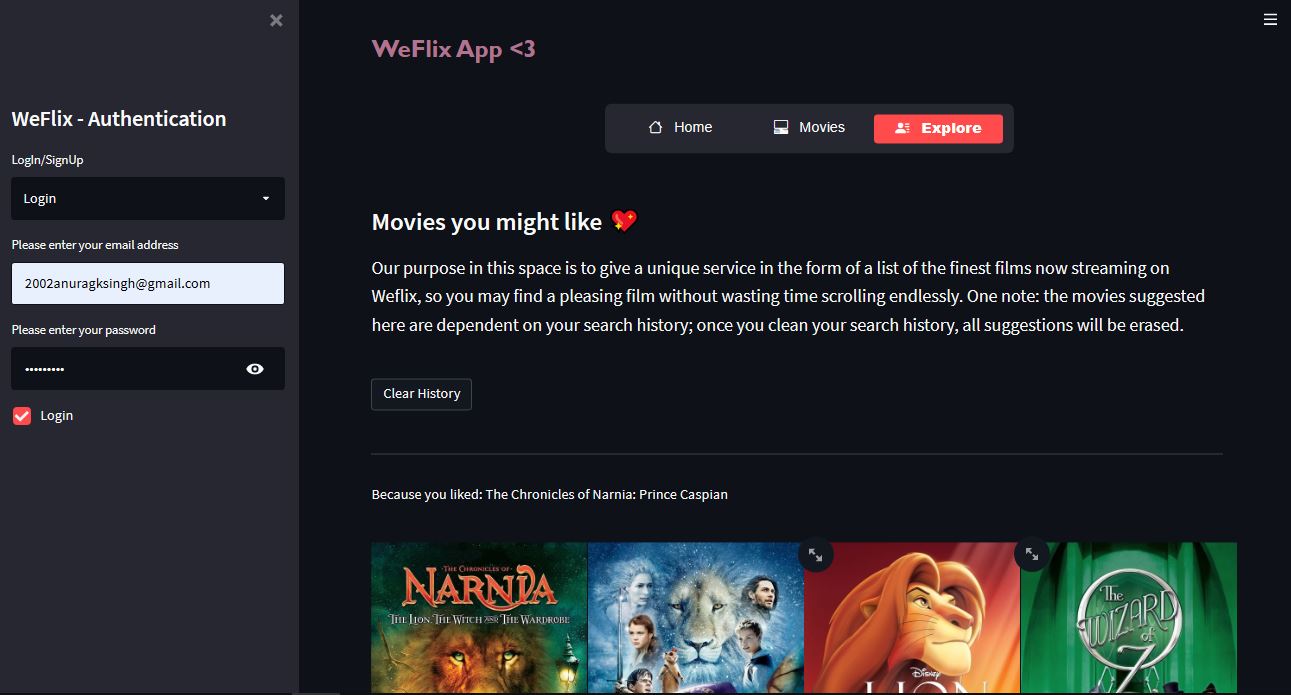 WeFlix - Authentication
LogIn/SignUp
Login
Please enter your email address
2002anuragksingh@gmail.com
Please enter your password
•••••••••
Login
WeFlix App <3
Home
Movies
Explore
Movies you might like 💖
Our purpose in this space is to give a unique service in the form of a list of the finest films now streaming on
Weflix, so you may find a pleasing film without wasting time scrolling endlessly. One note: the movies suggested
here are dependent on your search history; once you clean your search history, all suggestions will be erased.
Clear History
Because you liked: The Chronicles of Narnia: Prince Caspian
THE CHRONICLES OF
NARNIA
THE LION, THE WITCH AND THE WARDROBE
DISNEY
LION
The
WIZARD
of